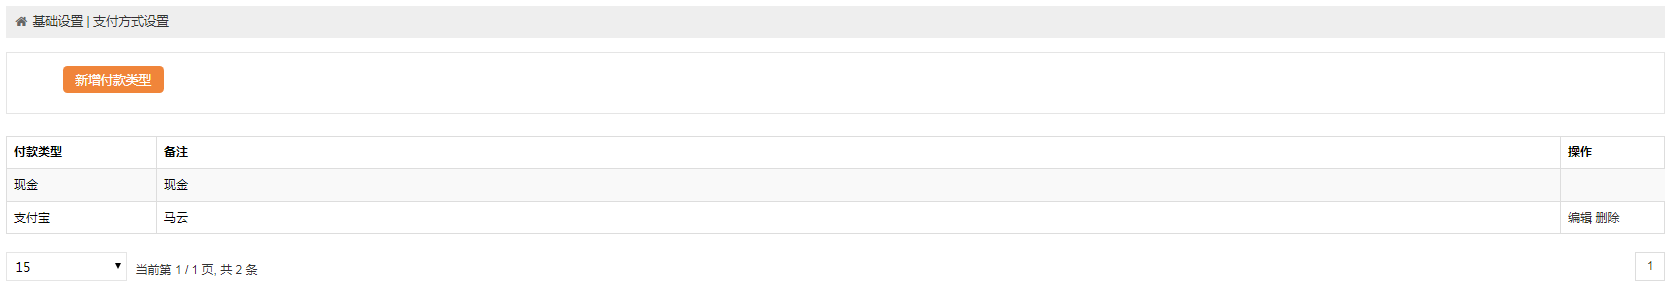 基础设置 | 支付方式设置
新增付款类型
付款类型 备注 操作
现金 现金
支付宝 马云 编辑 删除
15 当前第 1 / 1 页, 共 2 条 1